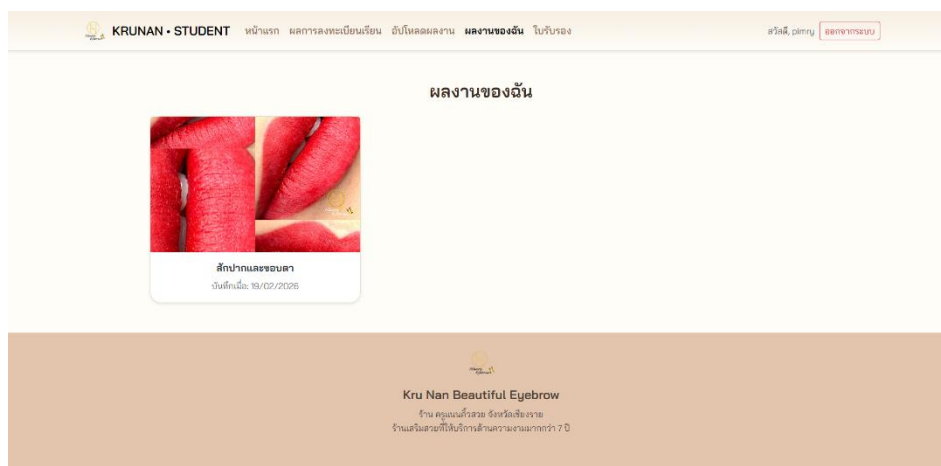 KRUNAN • STUDENT หน้าแรก ผลการลงทะเบียนเรียน อัปโหลดผลงาน ผลงานของฉัน ใบรับรอง สวัสดี, pimry ออกจากระบบ
ผลงานของฉัน
สักปากและขอบตา
บันทึกเมื่อ: 19/02/2026
Kru Nan Beautiful Eyebrow
ร้าน ครูแนนคิ้วสวย จังหวัดเชียงราย
ร้านเสริมสวยที่ให้บริการด้านความงามมากกว่า 7 ปี